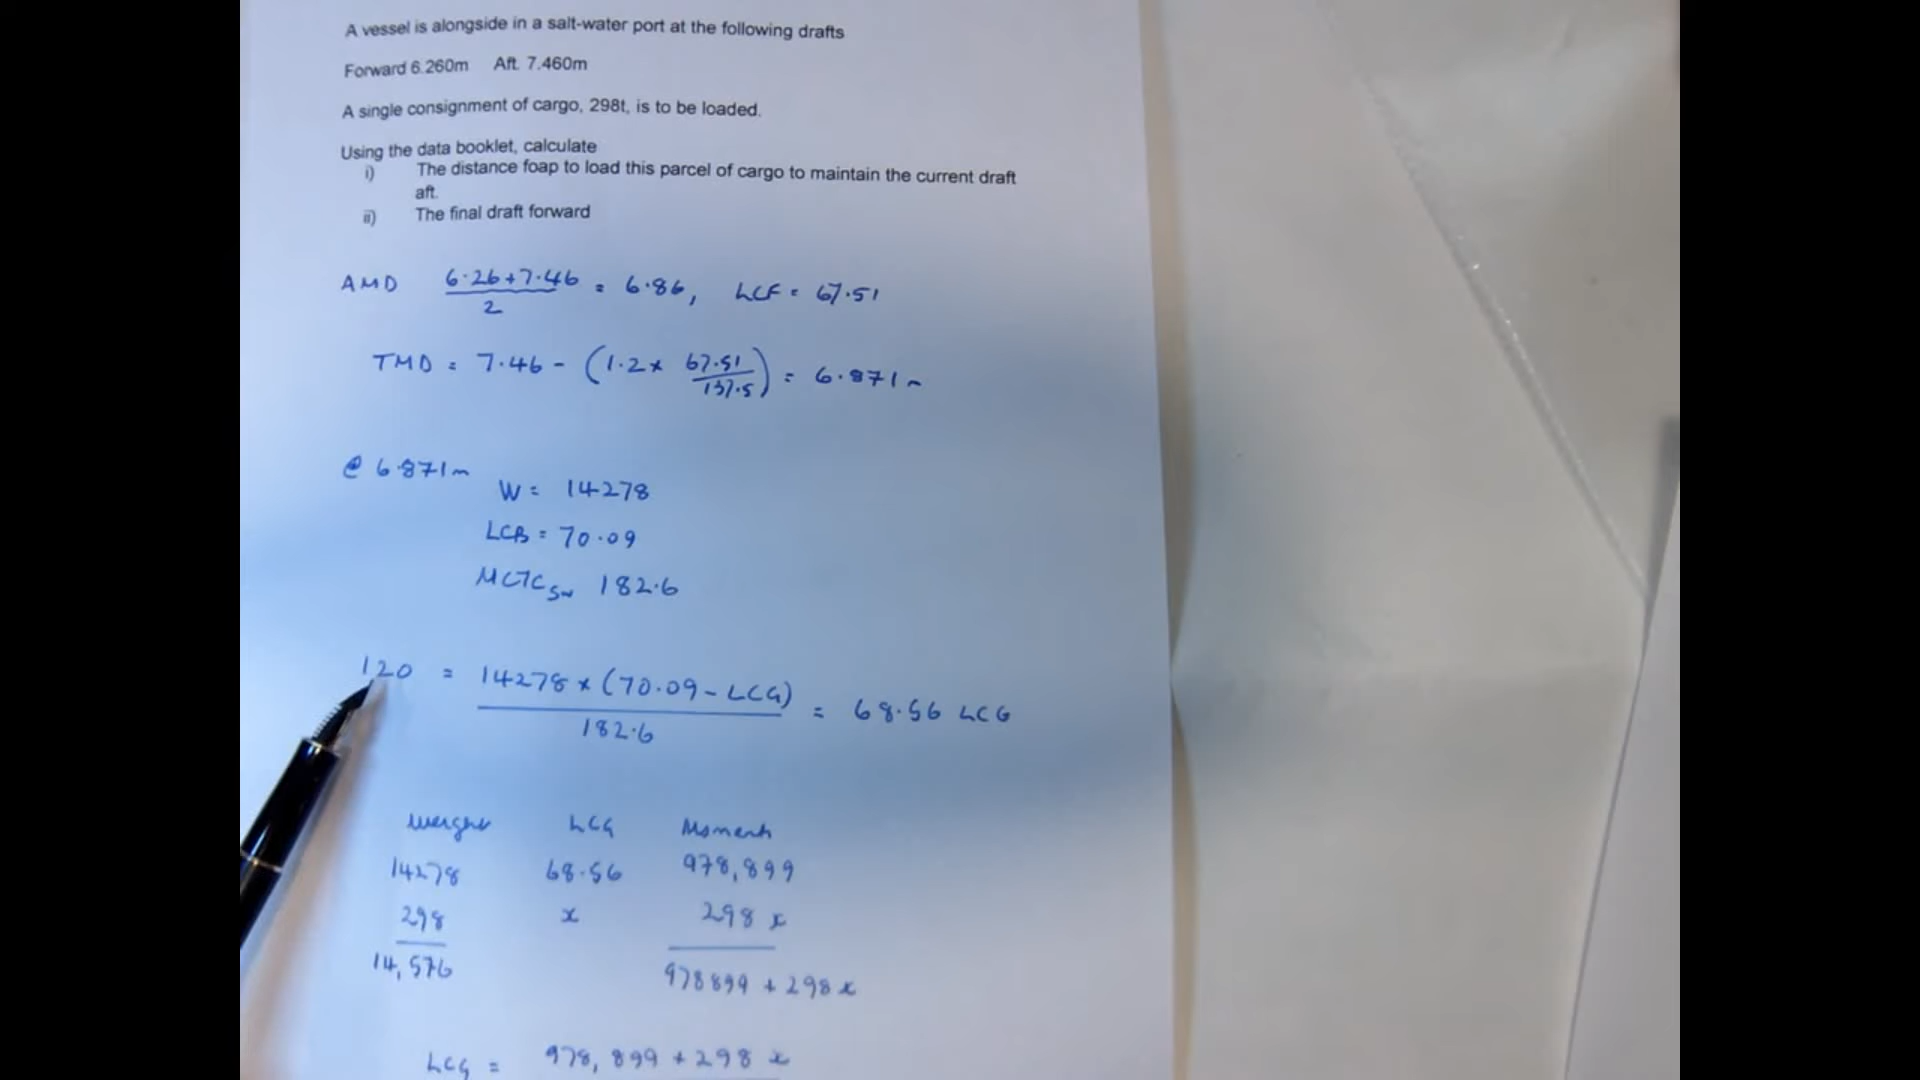 A vessel is alongside in a salt-water port at the following drafts
Forward 6.260m Aft. 7.460m
A single consignment of cargo, 298t, is to be loaded.
Using the data booklet, calculate
i) The distance foap to load this parcel of cargo to maintain the current draft
aft.
ii) The final draft forward
AMD 6.26+7.46 / 2 = 6.86, LCF = 67.51
TMD = 7.46 - (1.2 x 67.51 / 137.5) = 6.871m
@ 6.871m
W = 14278
LCB = 70.09
MCTC SW 182.6
120 = 14278 x (70.09 - LCG) / 182.6 = 68.56 LCG
Weight LCG Moment
14278 68.56 978,899
298 x 298 x
14,576 978899 + 298 x
LCG = 978,899 + 298 x